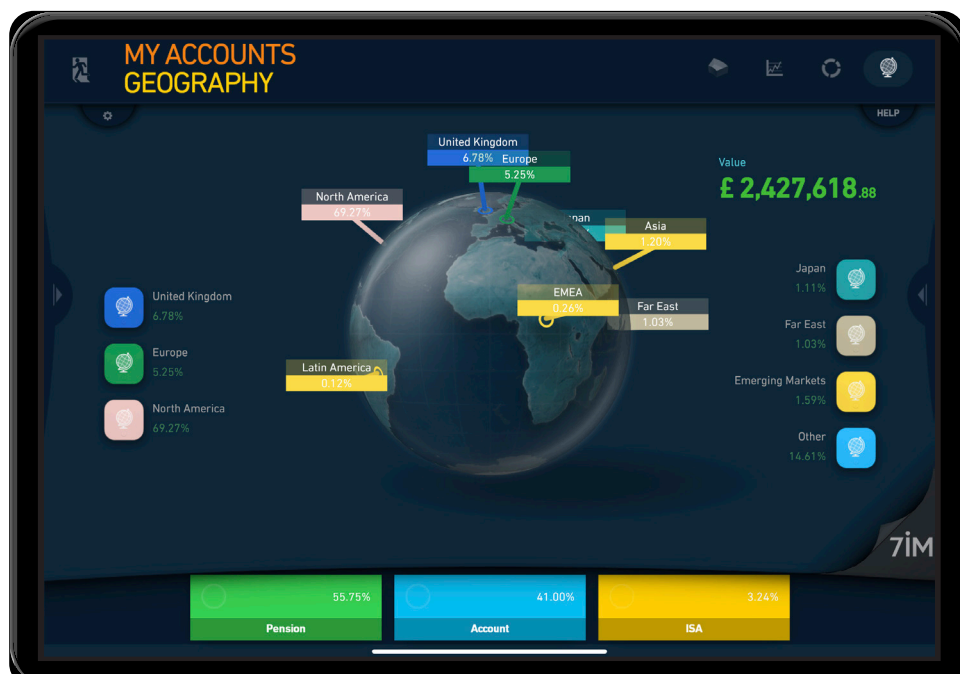 MY ACCOUNTS
GEOGRAPHY
HELP
United Kingdom
6.78%
Europe
5.25%
Value
£ 2,427,618.88
North America
69.27%
Asia
1.20%
EMEA
0.26%
Far East
1.03%
Latin America
0.12%
United Kingdom
6.78%
Europe
5.25%
North America
69.27%
Japan
1.11%
Far East
1.03%
Emerging Markets
1.59%
Other
14.61%
7iM
55.75%
Pension
41.00%
Account
3.24%
ISA